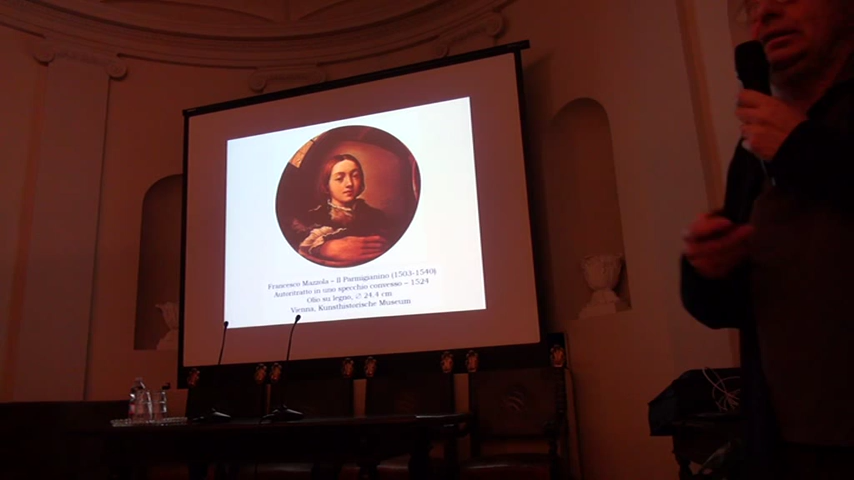 Francesco Mazzola – Il Parmigianino (1503-1540)
Autoritratto in uno specchio convesso – 1524
Olio su legno, ∅ 24,4 cm
Vienna, Kunsthistorische Museum